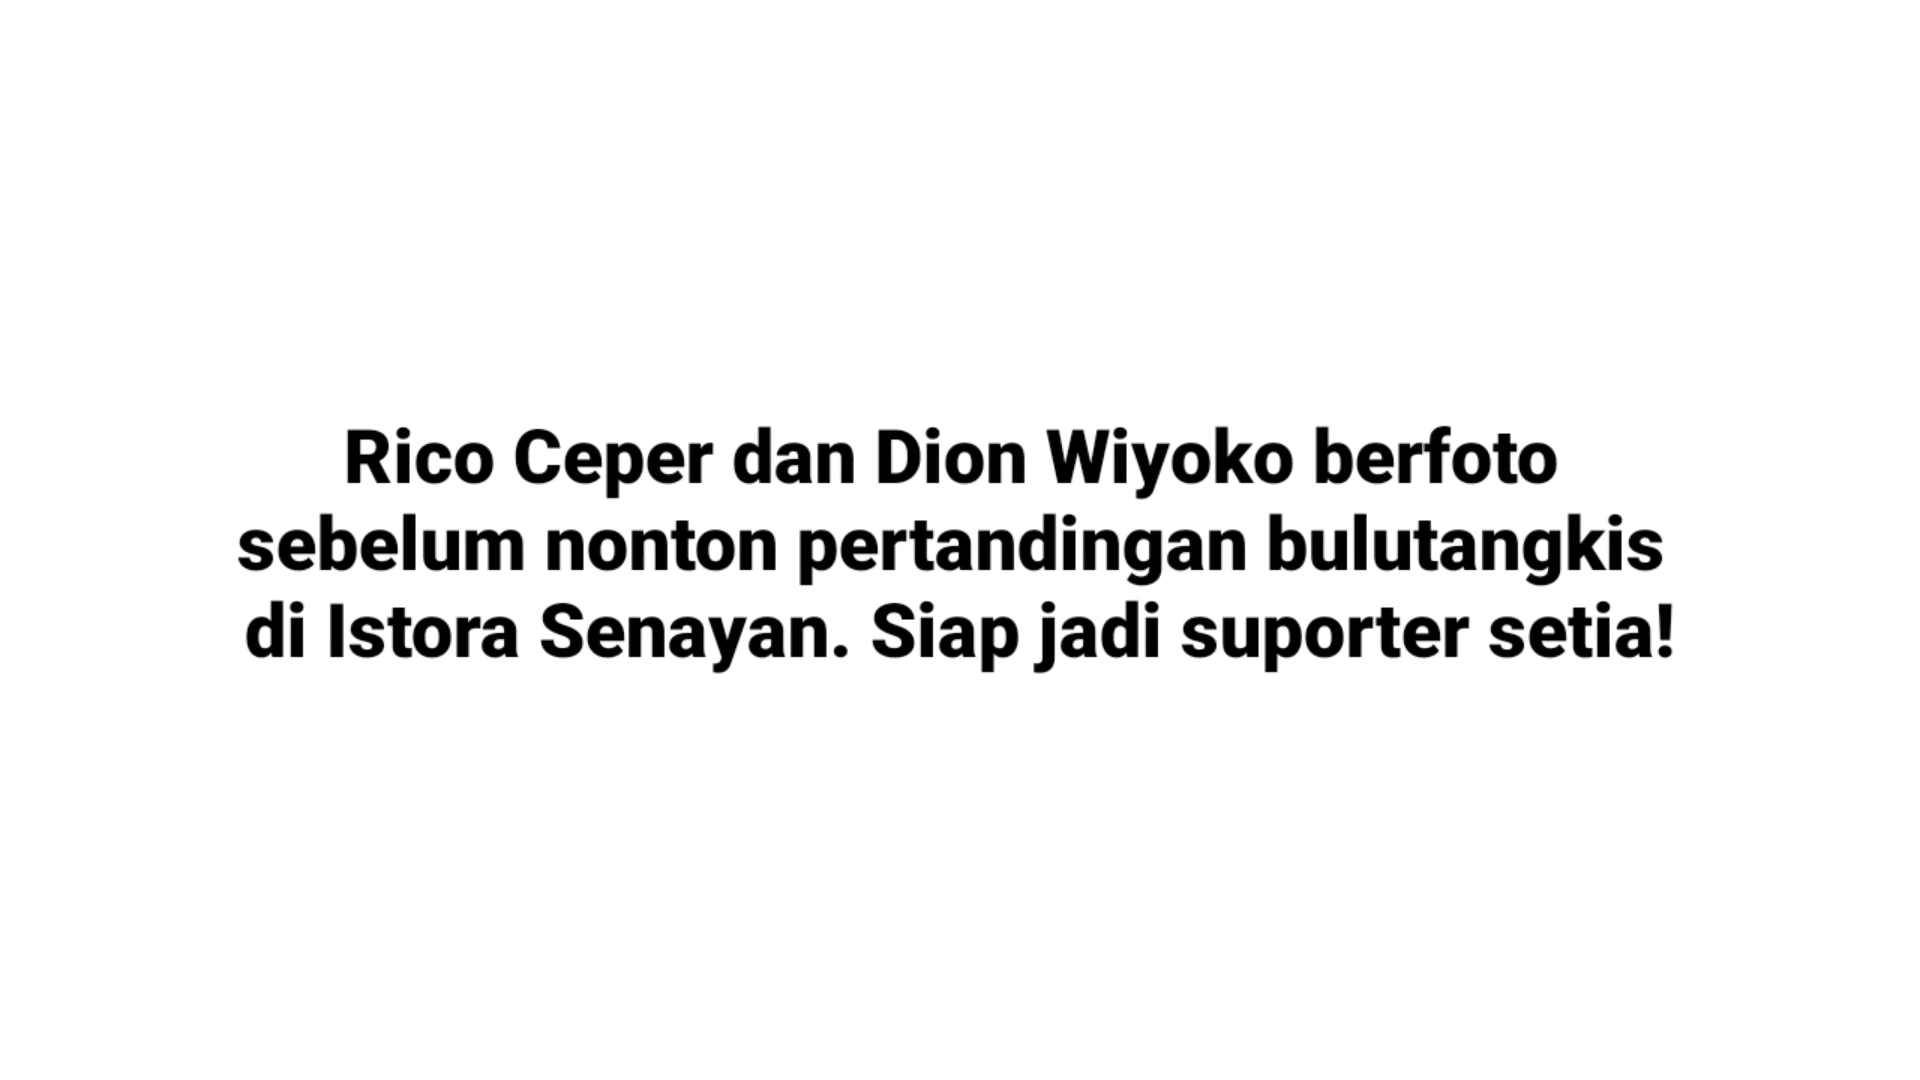 Rico Ceper dan Dion Wiyoko berfoto
sebelum nonton pertandingan bulutangkis
di Istora Senayan. Siap jadi suporter setia!